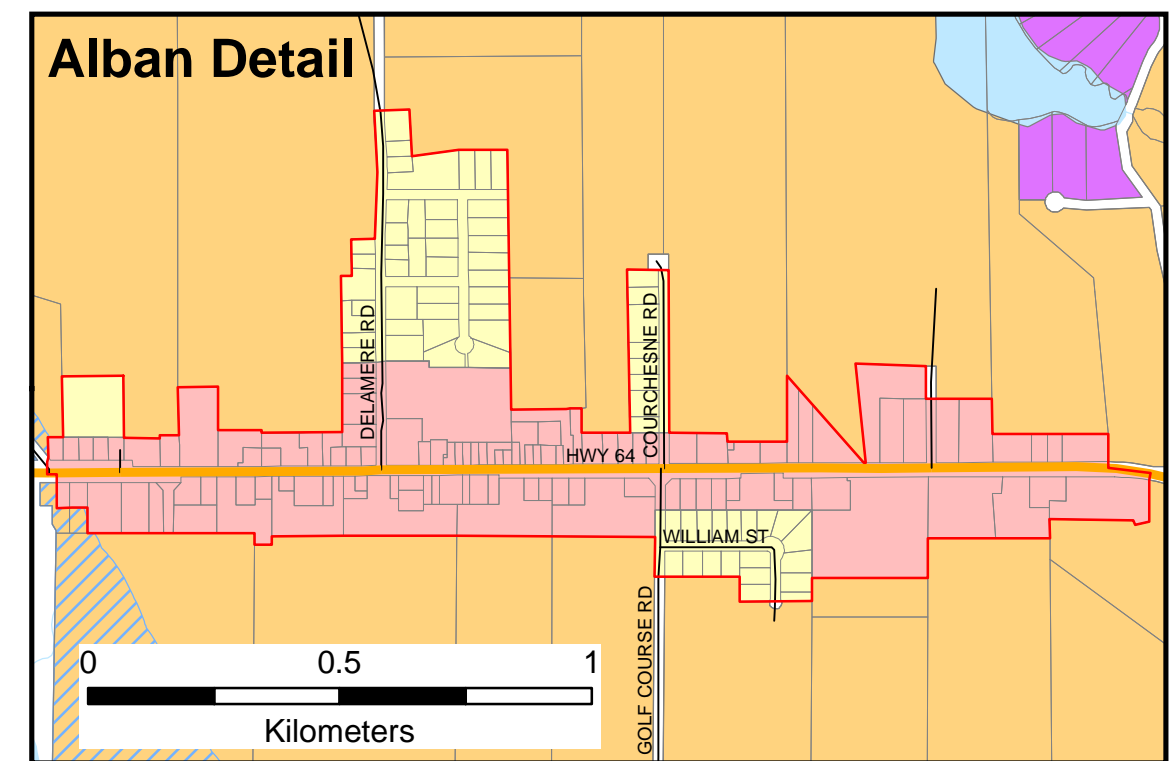 Alban Detail
DELAMERE RD
COURCHESNE RD
HWY 64
WILLIAM ST
GOLF COURSE RD
0 0.5 1
Kilometers